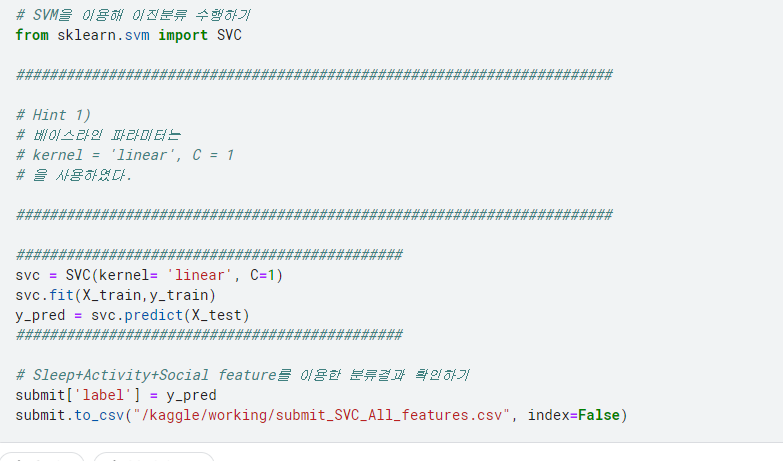 # SVM을 이용해 이진분류 수행하기
from sklearn.svm import SVC
#######################################################################
# Hint 1)
# 베이스라인 파라미터는
# kernel = 'linear', C = 1
# 을 사용하였다.
#######################################################################
##############################################
svc = SVC(kernel= 'linear', C=1)
svc.fit(X_train,y_train)
y_pred = svc.predict(X_test)
##############################################
# Sleep+Activity+Social feature를 이용한 분류결과 확인하기
submit['label'] = y_pred
submit.to_csv("/kaggle/working/submit_SVC_All_features.csv", index=False)